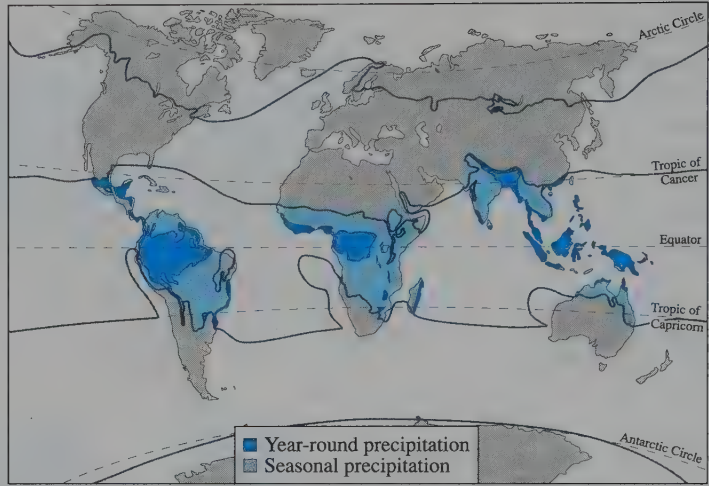 Arctic Circle
Tropic of
Cancer
Equator
Tropic of
Capricorn
Year-round precipitation
Seasonal precipitation
Antarctic Circle